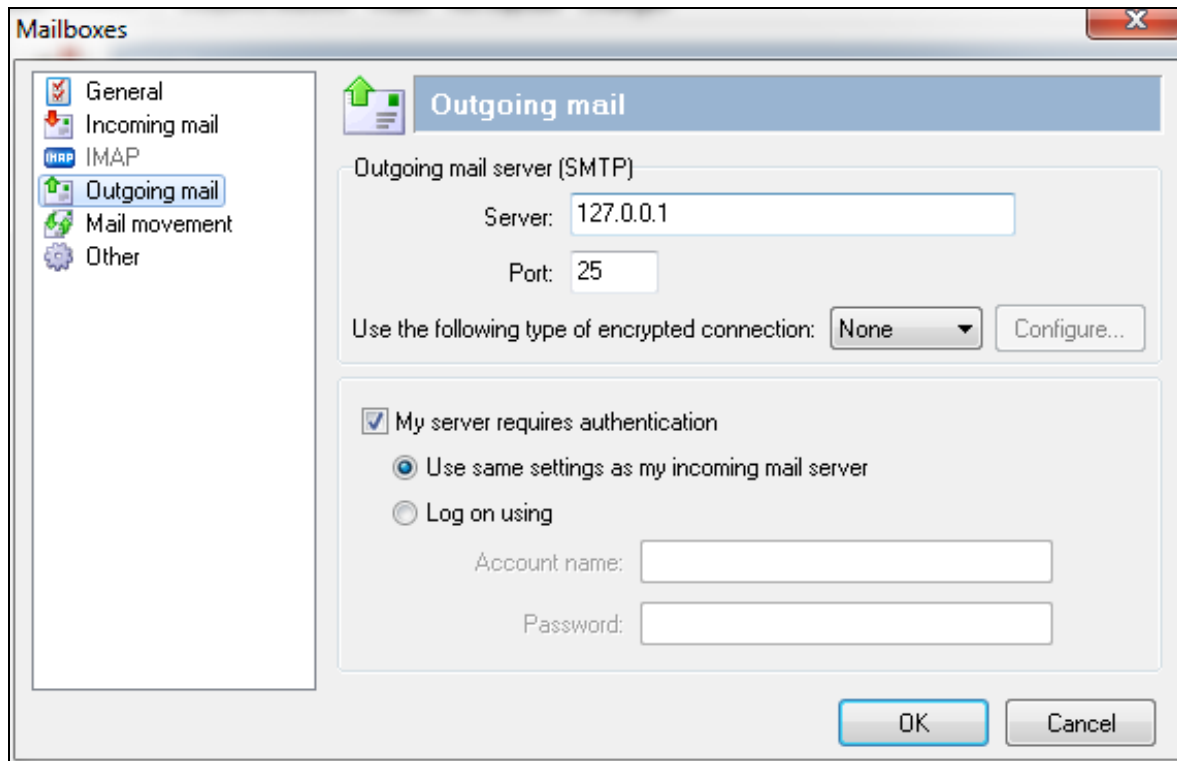 Mailboxes
General
Incoming mail
IMAP IMAP
Outgoing mail
Mail movement
Other
Outgoing mail
Outgoing mail server (SMTP)
Server: 127.0.0.1
Port: 25
Use the following type of encrypted connection: None Configure...
My server requires authentication
Use same settings as my incoming mail server
Log on using
Account name:
Password:
OK Cancel